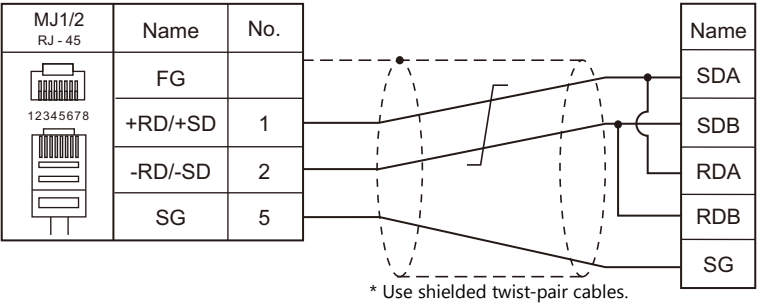 MJ1/2
RJ - 45
Name
No.
Name
FG
SDA
12345678
+RD/+SD
1
SDB
-RD/-SD
2
RDA
SG
5
RDB
SG
* Use shielded twist-pair cables.